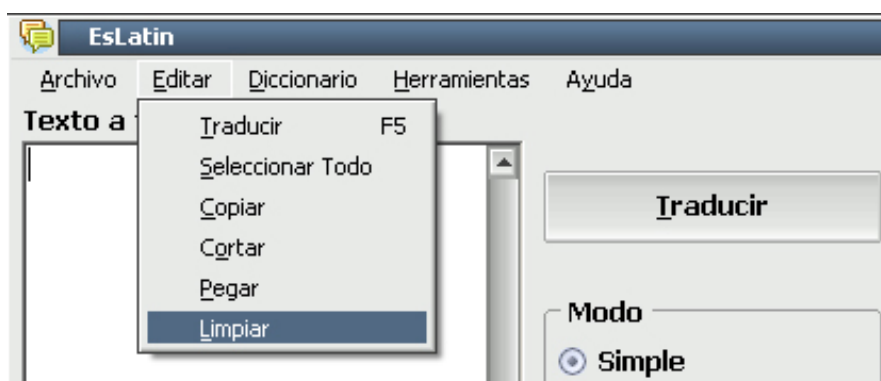 EsLatin
Archivo Editar Diccionario Herramientas Ayuda
Texto a
Traducir F5
Seleccionar Todo
Copiar
Cortar
Pegar
Limpiar
Traducir
Modo
Simple